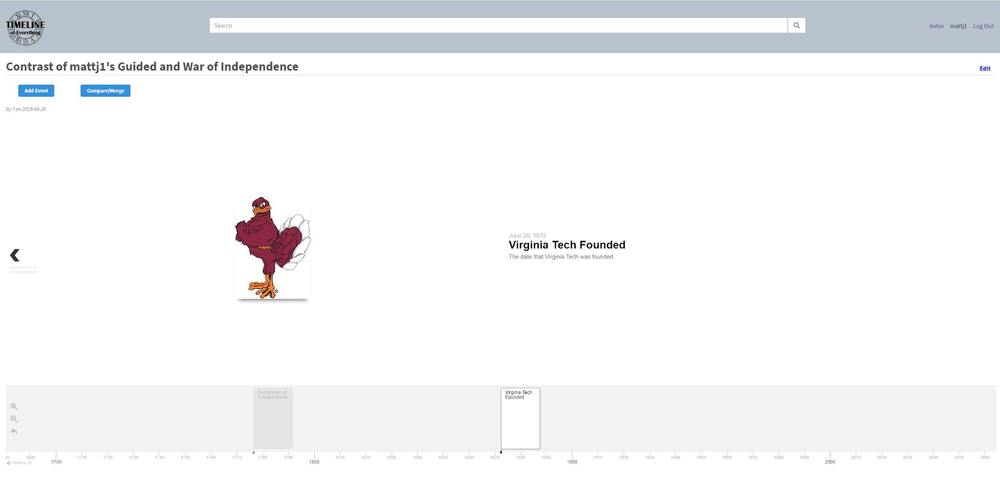 XI XII I
TIMELINE
of Everything
VII VI V
Search
Index mattj1 Log Out
Contrast of mattj1's Guided and War of Independence
Edit
Add Event Compare/Merge
by 7 on 2019-04-26
June 20, 1872
Virginia Tech Founded
The date that Virginia Tech was founded.
Declaration of
Independence
®
Declaration of
Independence
Virginia Tech
Founded
1690 1710 1720 1730 1740 1750 1760 1770 1780 1790 1810 1820 1830 1840 1850 1860 1870 1880 1890 1910 1920 1930 1940 1950 1960 1970 1980 1990 2010 2020 2030 2040 2050 2060
Timeline JS 1700 1800 1900 2000